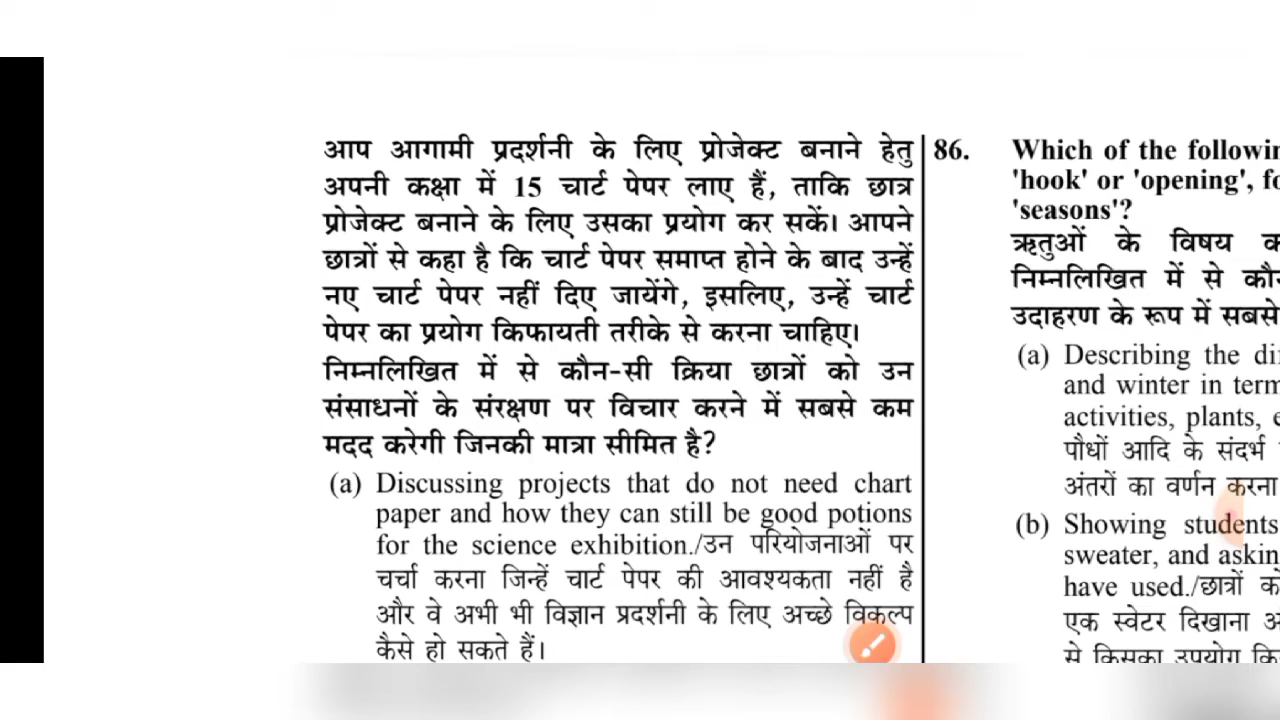 आप आगामी प्रदर्शनी के लिए प्रोजेक्ट बनाने हेतु
अपनी कक्षा में 15 चार्ट पेपर लाए हैं, ताकि छात्र
प्रोजेक्ट बनाने के लिए उसका प्रयोग कर सकें। आपने
छात्रों से कहा है कि चार्ट पेपर समाप्त होने के बाद उन्हें
नए चार्ट पेपर नहीं दिए जायेंगे, इसलिए, उन्हें चार्ट
पेपर का प्रयोग किफायती तरीके से करना चाहिए।
निम्नलिखित में से कौन-सी क्रिया छात्रों को उन
संसाधनों के संरक्षण पर विचार करने में सबसे कम
मदद करेगी जिनकी मात्रा सीमित है?
(a) Discussing projects that do not need chart
paper and how they can still be good potions
for the science exhibition./उन परियोजनाओं पर
चर्चा करना जिन्हें चार्ट पेपर की आवश्यकता नहीं है
और वे अभी भी विज्ञान प्रदर्शनी के लिए अच्छे विकल्प
कैसे हो सकते हैं।
86. Which of the followin
'hook' or 'opening', fo
'seasons'?
ऋतुओं के विषय क
निम्नलिखित में से कौन
उदाहरण के रूप में सबसे
(a) Describing the dif
and winter in term
activities, plants, e
पौधों आदि के संदर्भ
अंतरों का वर्णन करना
(b) Showing students
sweater, and askin
have used./छात्रों को
एक स्वेटर दिखाना अ
से किसका उपयोग कि